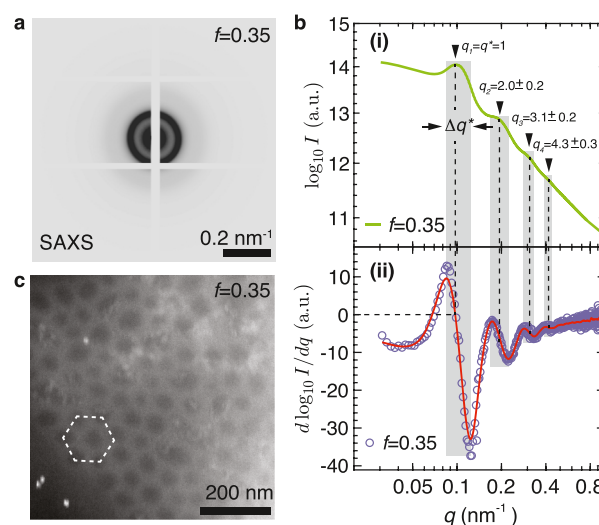 a
f=0.35
SAXS
0.2 nm-1
c
f=0.35
200 nm
b
(i)
15
14
14
13
12
11
log10 I (a.u.)
q1=q*=1
q2=2.0±0.2
q3=3.1±0.2
q4=4.3±0.3
Δq*
f=0.35
(ii)
10
0
-10
-20
-30
-40
d log10 I/dq (a.u.)
f=0.35
0.05 0.1 0.2 0.4 0.8
q (nm-1)